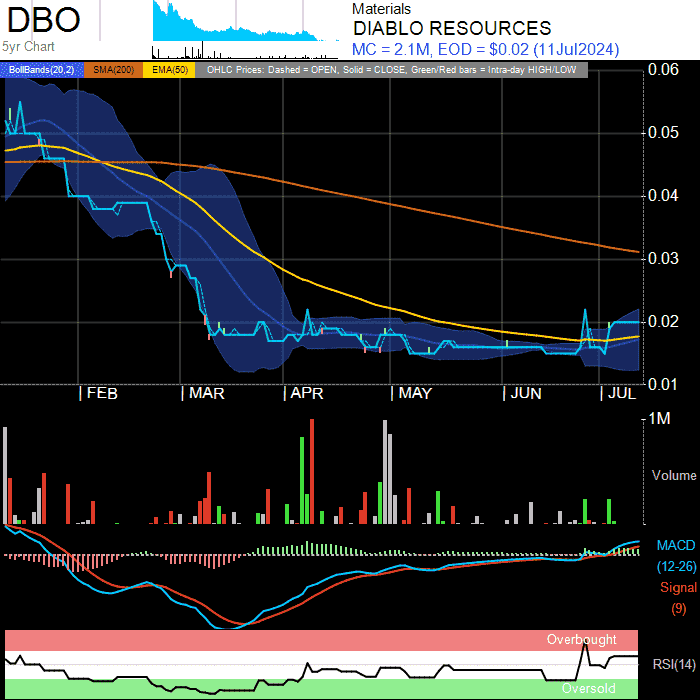 DBO
5yr Chart
Materials
DIABLO RESOURCES
MC = 2.1M, EOD = $0.02 (11Jul2024)
BollBands(20,2) SMA(200) EMA(50) OHLC Prices: Dashed = OPEN, Solid = CLOSE, Green/Red bars = Intra-day HIGH/LOW
0.06
0.05
0.04
0.03
0.02
0.01
| FEB | MAR | APR | MAY | JUN | JUL
1M
Volume
MACD
(12-26)
Signal
(9)
Overbought
RSI(14)
Oversold